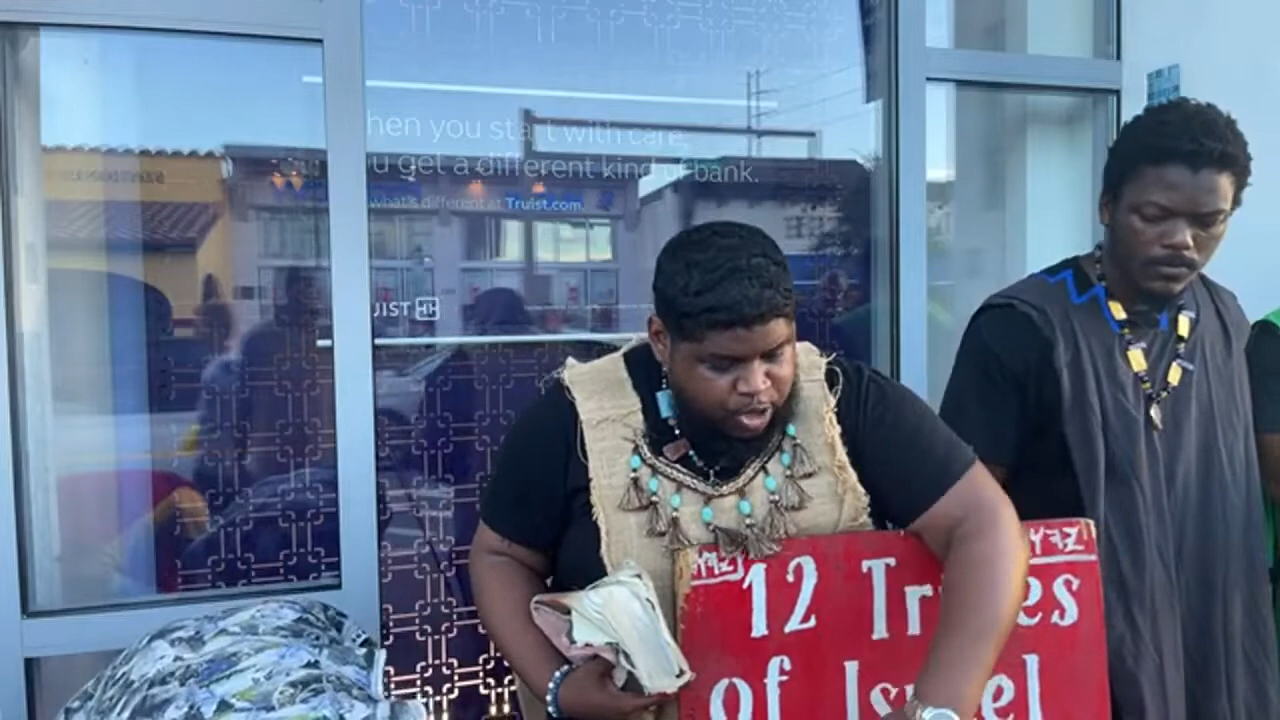 hen you start with care,
u get a different kind of bank.
what's different at Truist.com.
UIST
12 Tr es
of Is el